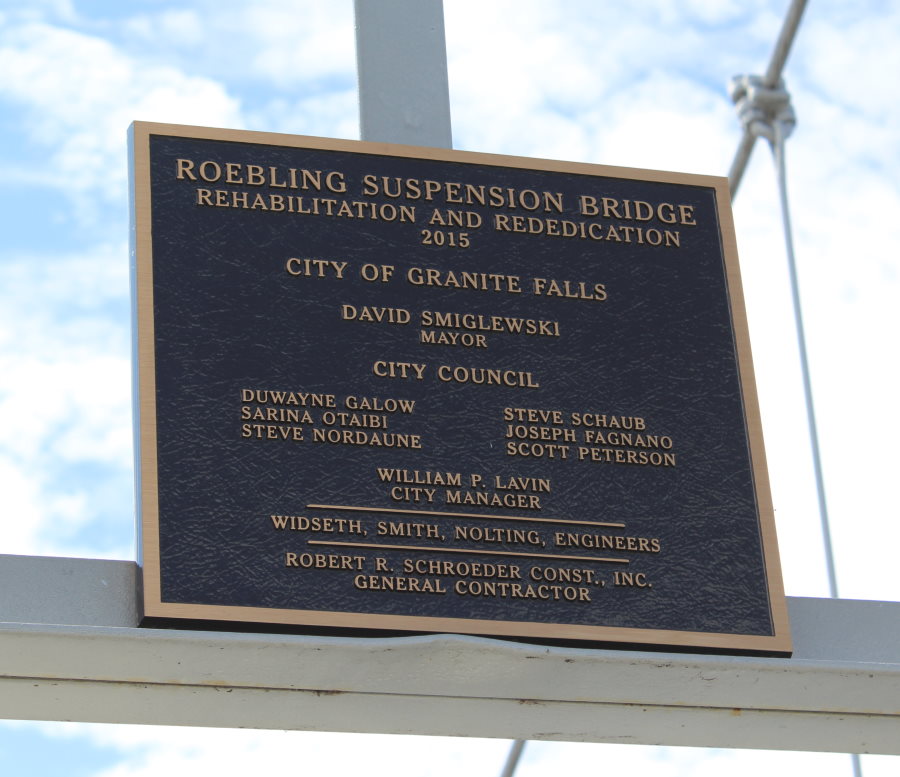 ROEBLING SUSPENSION BRIDGE
REHABILITATION AND REDEDICATION
2015
CITY OF GRANITE FALLS
DAVID SMIGLEWSKI
MAYOR
CITY COUNCIL
DUWAYNE GALOW
SARINA OTAIBI
STEVE NORDAUNE
STEVE SCHAUB
JOSEPH FAGNANO
SCOTT PETERSON
WILLIAM P. LAVIN
CITY MANAGER
WIDSETH, SMITH, NOLTING, ENGINEERS
ROBERT R. SCHROEDER CONST., INC.
GENERAL CONTRACTOR